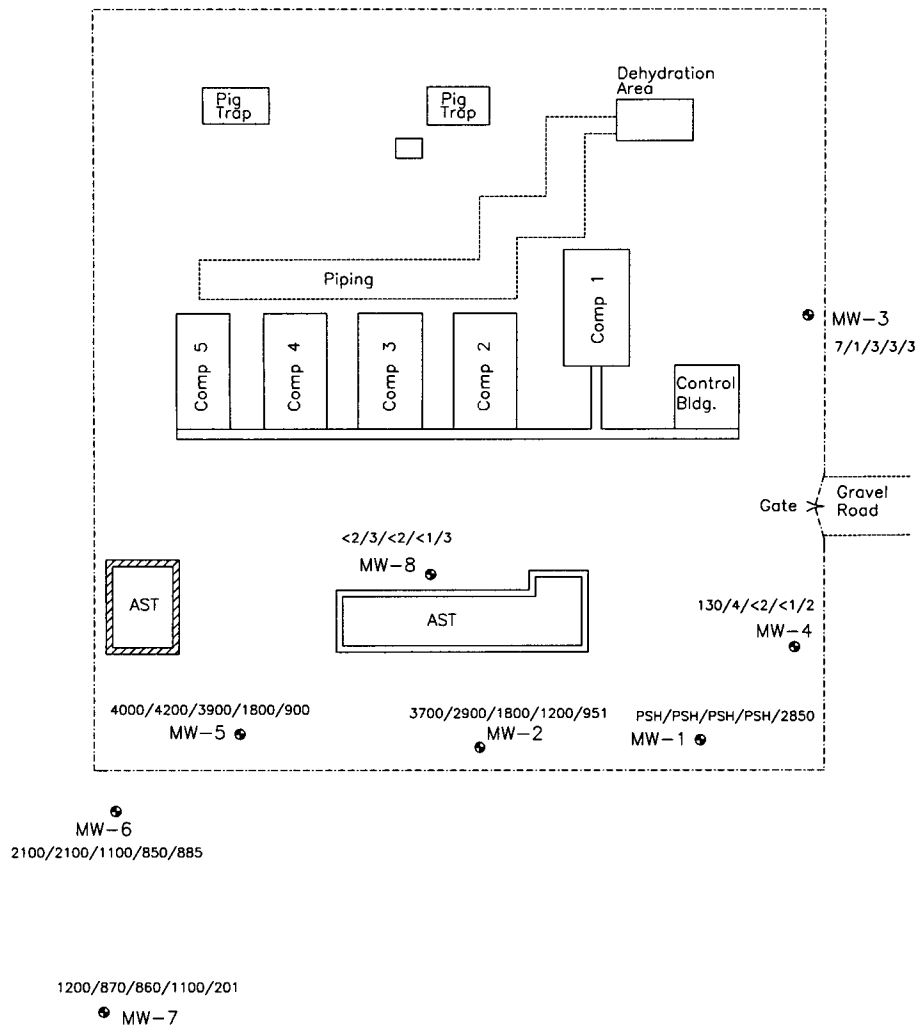 Dehydration
Area
Pig
Trap
Pig
Trap
Piping
Comp 1
MW-3
7/1/3/3/3
Comp 5
Comp 4
Comp 3
Comp 2
Control
Bldg.
Gate
Gravel
Road
<2/3/<2/<1/3
MW-8
AST
AST
130/4/<2/<1/2
MW-4
4000/4200/3900/1800/900
MW-5
3700/2900/1800/1200/951
MW-2
PSH/PSH/PSH/PSH/2850
MW-1
MW-6
2100/2100/1100/850/885
1200/870/860/1100/201
MW-7